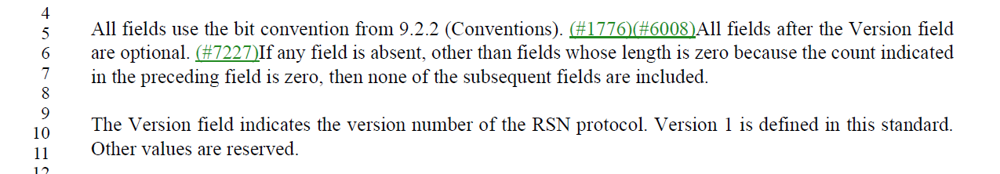 4
5 All fields use the bit convention from 9.2.2 (Conventions). (#1776)(#6008)All fields after the Version field
6 are optional. (#7227)If any field is absent, other than fields whose length is zero because the count indicated
7 in the preceding field is zero, then none of the subsequent fields are included.
8
9
10 The Version field indicates the version number of the RSN protocol. Version 1 is defined in this standard.
11 Other values are reserved.
12